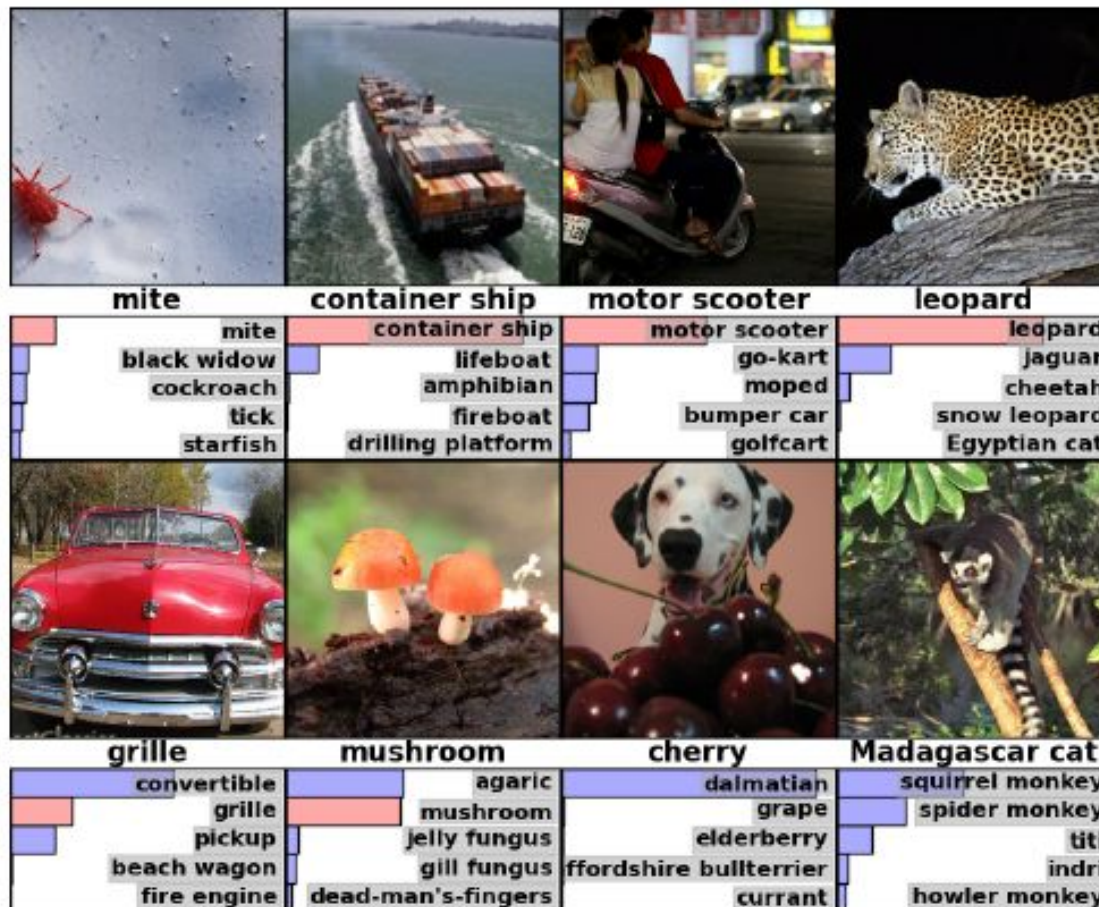 mite
container ship
motor scooter
leopard
mite
black widow
cockroach
tick
starfish
container ship
lifeboat
amphibian
fireboat
drilling platform
motor scooter
go-kart
moped
bumper car
golfcart
leopard
jaguar
cheetah
snow leopard
Egyptian cat
grille
mushroom
cherry
Madagascar cat
convertible
grille
pickup
beach wagon
fire engine
agaric
mushroom
jelly fungus
gill fungus
dead-man's-fingers
dalmatian
grape
elderberry
ffordshire bullterrier
currant
squirrel monkey
spider monkey
titi
indri
howler monkey